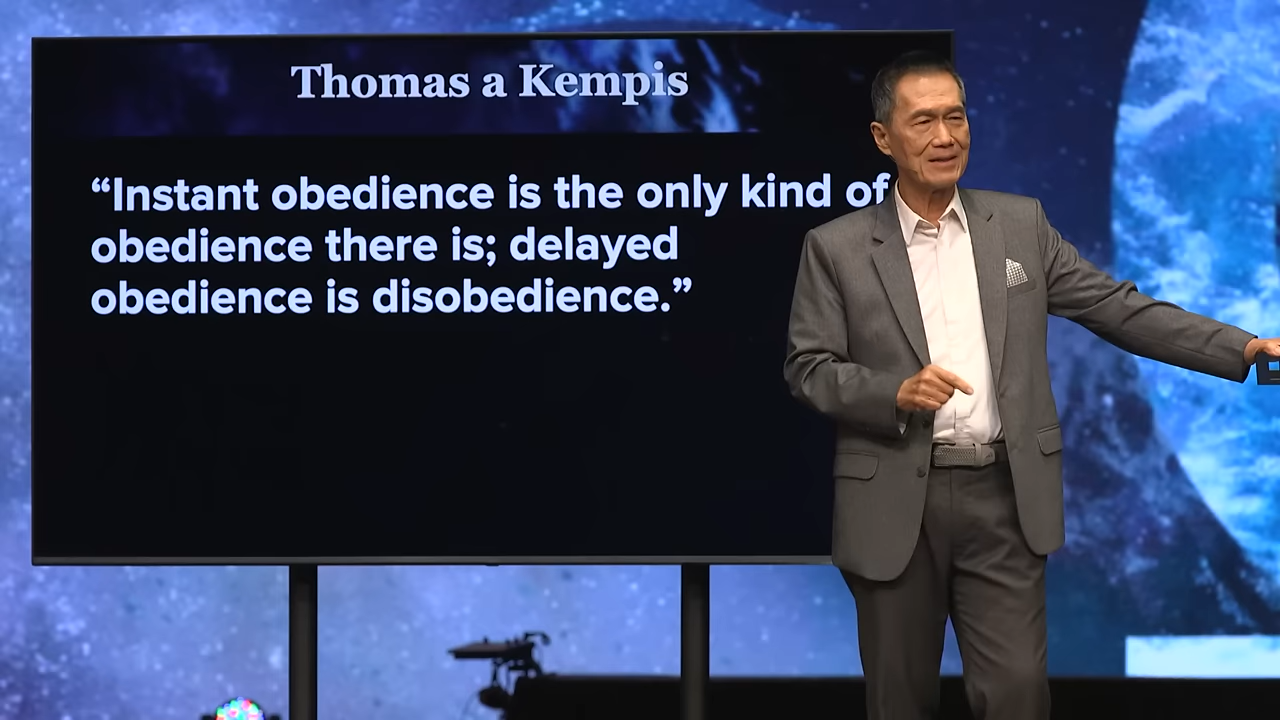 Thomas a Kempis
“Instant obedience is the only kind of
obedience there is; delayed
obedience is disobedience.”